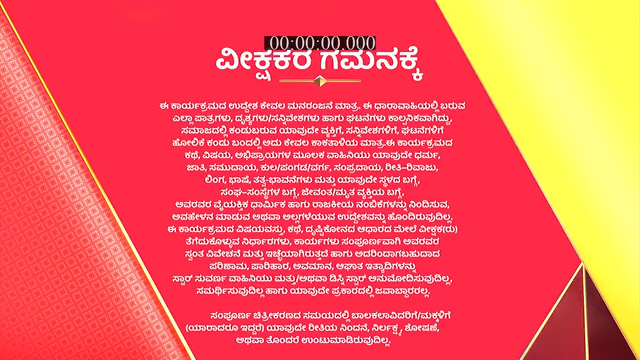 00:00:00.000
ವೀಕ್ಷಕರ ಗಮನಕ್ಕೆ
ಈ ಕಾರ್ಯಕ್ರಮದ ಉದ್ದೇಶ ಕೇವಲ ಮನರಂಜನೆ ಮಾತ್ರ. ಈ ಧಾರಾವಾಹಿಯಲ್ಲಿ ಬರುವ
ಎಲ್ಲಾ ಪಾತ್ರಗಳು, ದೃಶ್ಯಗಳು/ಸನ್ನಿವೇಶಗಳು ಹಾಗು ಘಟನೆಗಳು ಕಾಲ್ಪನಿಕವಾಗಿದ್ದು,
ಸಮಾಜದಲ್ಲಿ ಕಂಡುಬರುವ ಯಾವುದೇ ವ್ಯಕ್ತಿಗೆ, ಸನ್ನಿವೇಶಗಳಿಗೆ, ಘಟನೆಗಳಿಗೆ
ಹೋಲಿಕೆ ಕಂಡು ಬಂದಲ್ಲಿ ಅದು ಕೇವಲ ಕಾಕತಾಳಿಯ ಮಾತ್ರ.ಈ ಕಾರ್ಯಕ್ರಮದ
ಕಥೆ, ವಿಷಯ, ಅಭಿಪ್ರಾಯಗಳ ಮೂಲಕ ವಾಹಿನಿಯು ಯಾವುದೇ ಧರ್ಮ,
ಜಾತಿ, ಸಮುದಾಯ, ಕುಲ/ಪಂಗಡ/ವರ್ಗ, ಸಂಪ್ರದಾಯ, ರೀತಿ-ರಿವಾಜು,
ಲಿಂಗ, ಭಾಷೆ, ತತ್ವ-ಭಾವನೆಗಳು ಮತ್ತು ಯಾವುದೇ ಸ್ಥಳದ ಬಗ್ಗೆ,
ಸಂಘ-ಸಂಸ್ಥೆಗಳ ಬಗ್ಗೆ, ಜೀವಂತ/ಮೃತ ವ್ಯಕ್ತಿಯ ಬಗ್ಗೆ,
ಅವರವರ ವೈಯಕ್ತಿಕ ಧಾರ್ಮಿಕ ಹಾಗು ರಾಜಕೀಯ ನಂಬಿಕೆಗಳನ್ನು ನಿಂದಿಸುವ,
ಅವಹೇಳನ ಮಾಡುವ ಅಥವಾ ಅಲ್ಲಗಳೆಯುವ ಉದ್ದೇಶವನ್ನು ಹೊಂದಿರುವುದಿಲ್ಲ.
ಈ ಕಾರ್ಯಕ್ರಮದ ವಿಷಯವಸ್ತು, ಕಥೆ, ದೃಷ್ಟಿಕೋನದ ಆಧಾರದ ಮೇಲೆ ವೀಕ್ಷಕ(ರು)
ತೆಗೆದುಕೊಳ್ಳುವ ನಿರ್ಧಾರಗಳು, ಕಾರ್ಯಗಳು ಸಂಪೂರ್ಣವಾಗಿ ಅವರವರ
ಸ್ವಂತ ವಿವೇಚನೆ ಮತ್ತು ಇಚ್ಛೆಯಾಗಿರುತ್ತದೆ ಹಾಗು ಅದರಿಂದಾಗಬಹುದಾದ
ಪರಿಣಾಮ, ಪಾರಿಹಾರ, ಅವಮಾನ, ಆಘಾತ ಇತ್ಯಾದಿಗಳನ್ನು
ಸ್ಟಾರ್ ಸುವರ್ಣ ವಾಹಿನಿಯು ಮತ್ತು/ಅಥವಾ ಡಿಸ್ನಿ ಸ್ಟಾರ್ ಅನುಮೋದಿಸುವುದಿಲ್ಲ,
ಸಮರ್ಥಿಸುವುದಿಲ್ಲ ಹಾಗು ಯಾವುದೇ ಪ್ರಕಾರದಲ್ಲಿ ಜವಾಬ್ದಾರರಲ್ಲ.
ಸಂಪೂರ್ಣ ಚಿತ್ರೀಕರಣದ ಸಮಯದಲ್ಲಿ ಬಾಲಕಲಾವಿದರಿಗೆ/ಮಕ್ಕಳಿಗೆ
(ಯಾರಾದರೂ ಇದ್ದರೆ) ಯಾವುದೇ ರೀತಿಯ ನಿಂದನೆ, ನಿರ್ಲಕ್ಷ್ಯ, ಶೋಷಣೆ,
ಅಥವಾ ತೊಂದರೆ ಉಂಟುಮಾಡಿರುವುದಿಲ್ಲ.